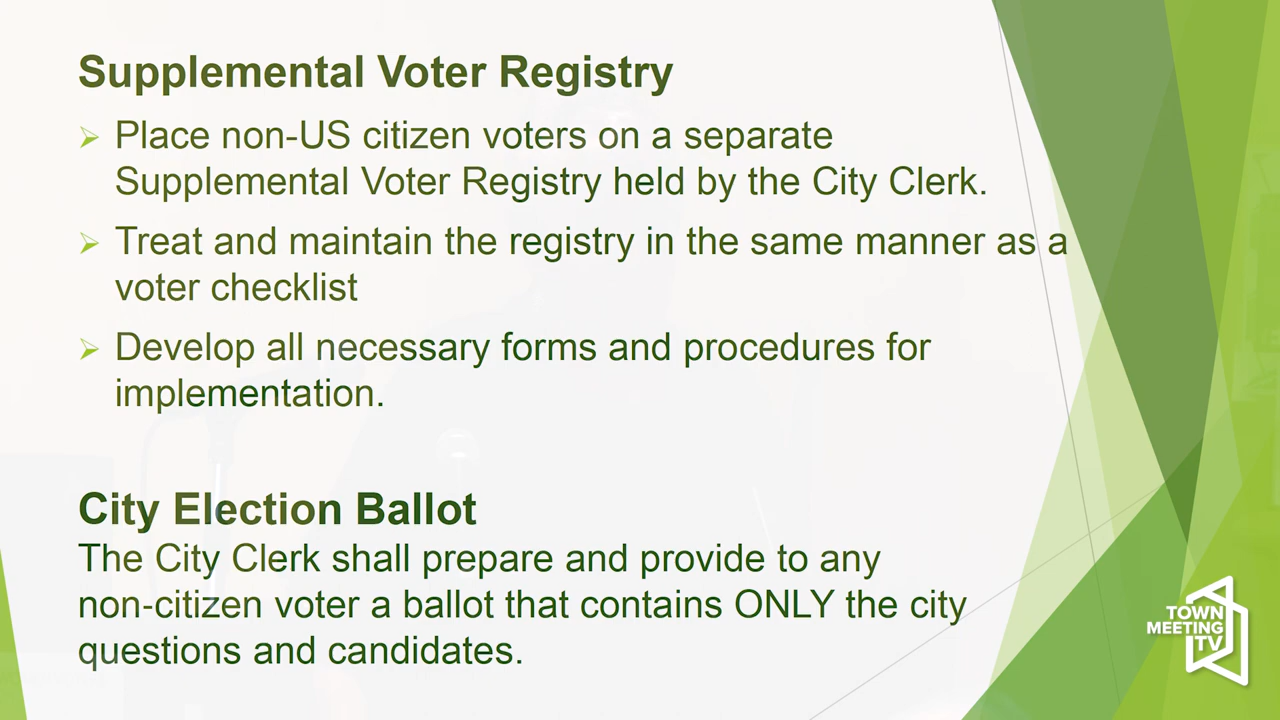 Supplemental Voter Registry
Place non-US citizen voters on a separate
Supplemental Voter Registry held by the City Clerk.
Treat and maintain the registry in the same manner as a
voter checklist
Develop all necessary forms and procedures for
implementation.
City Election Ballot
The City Clerk shall prepare and provide to any
non-citizen voter a ballot that contains ONLY the city
questions and candidates.
TOWN
MEETING
TV